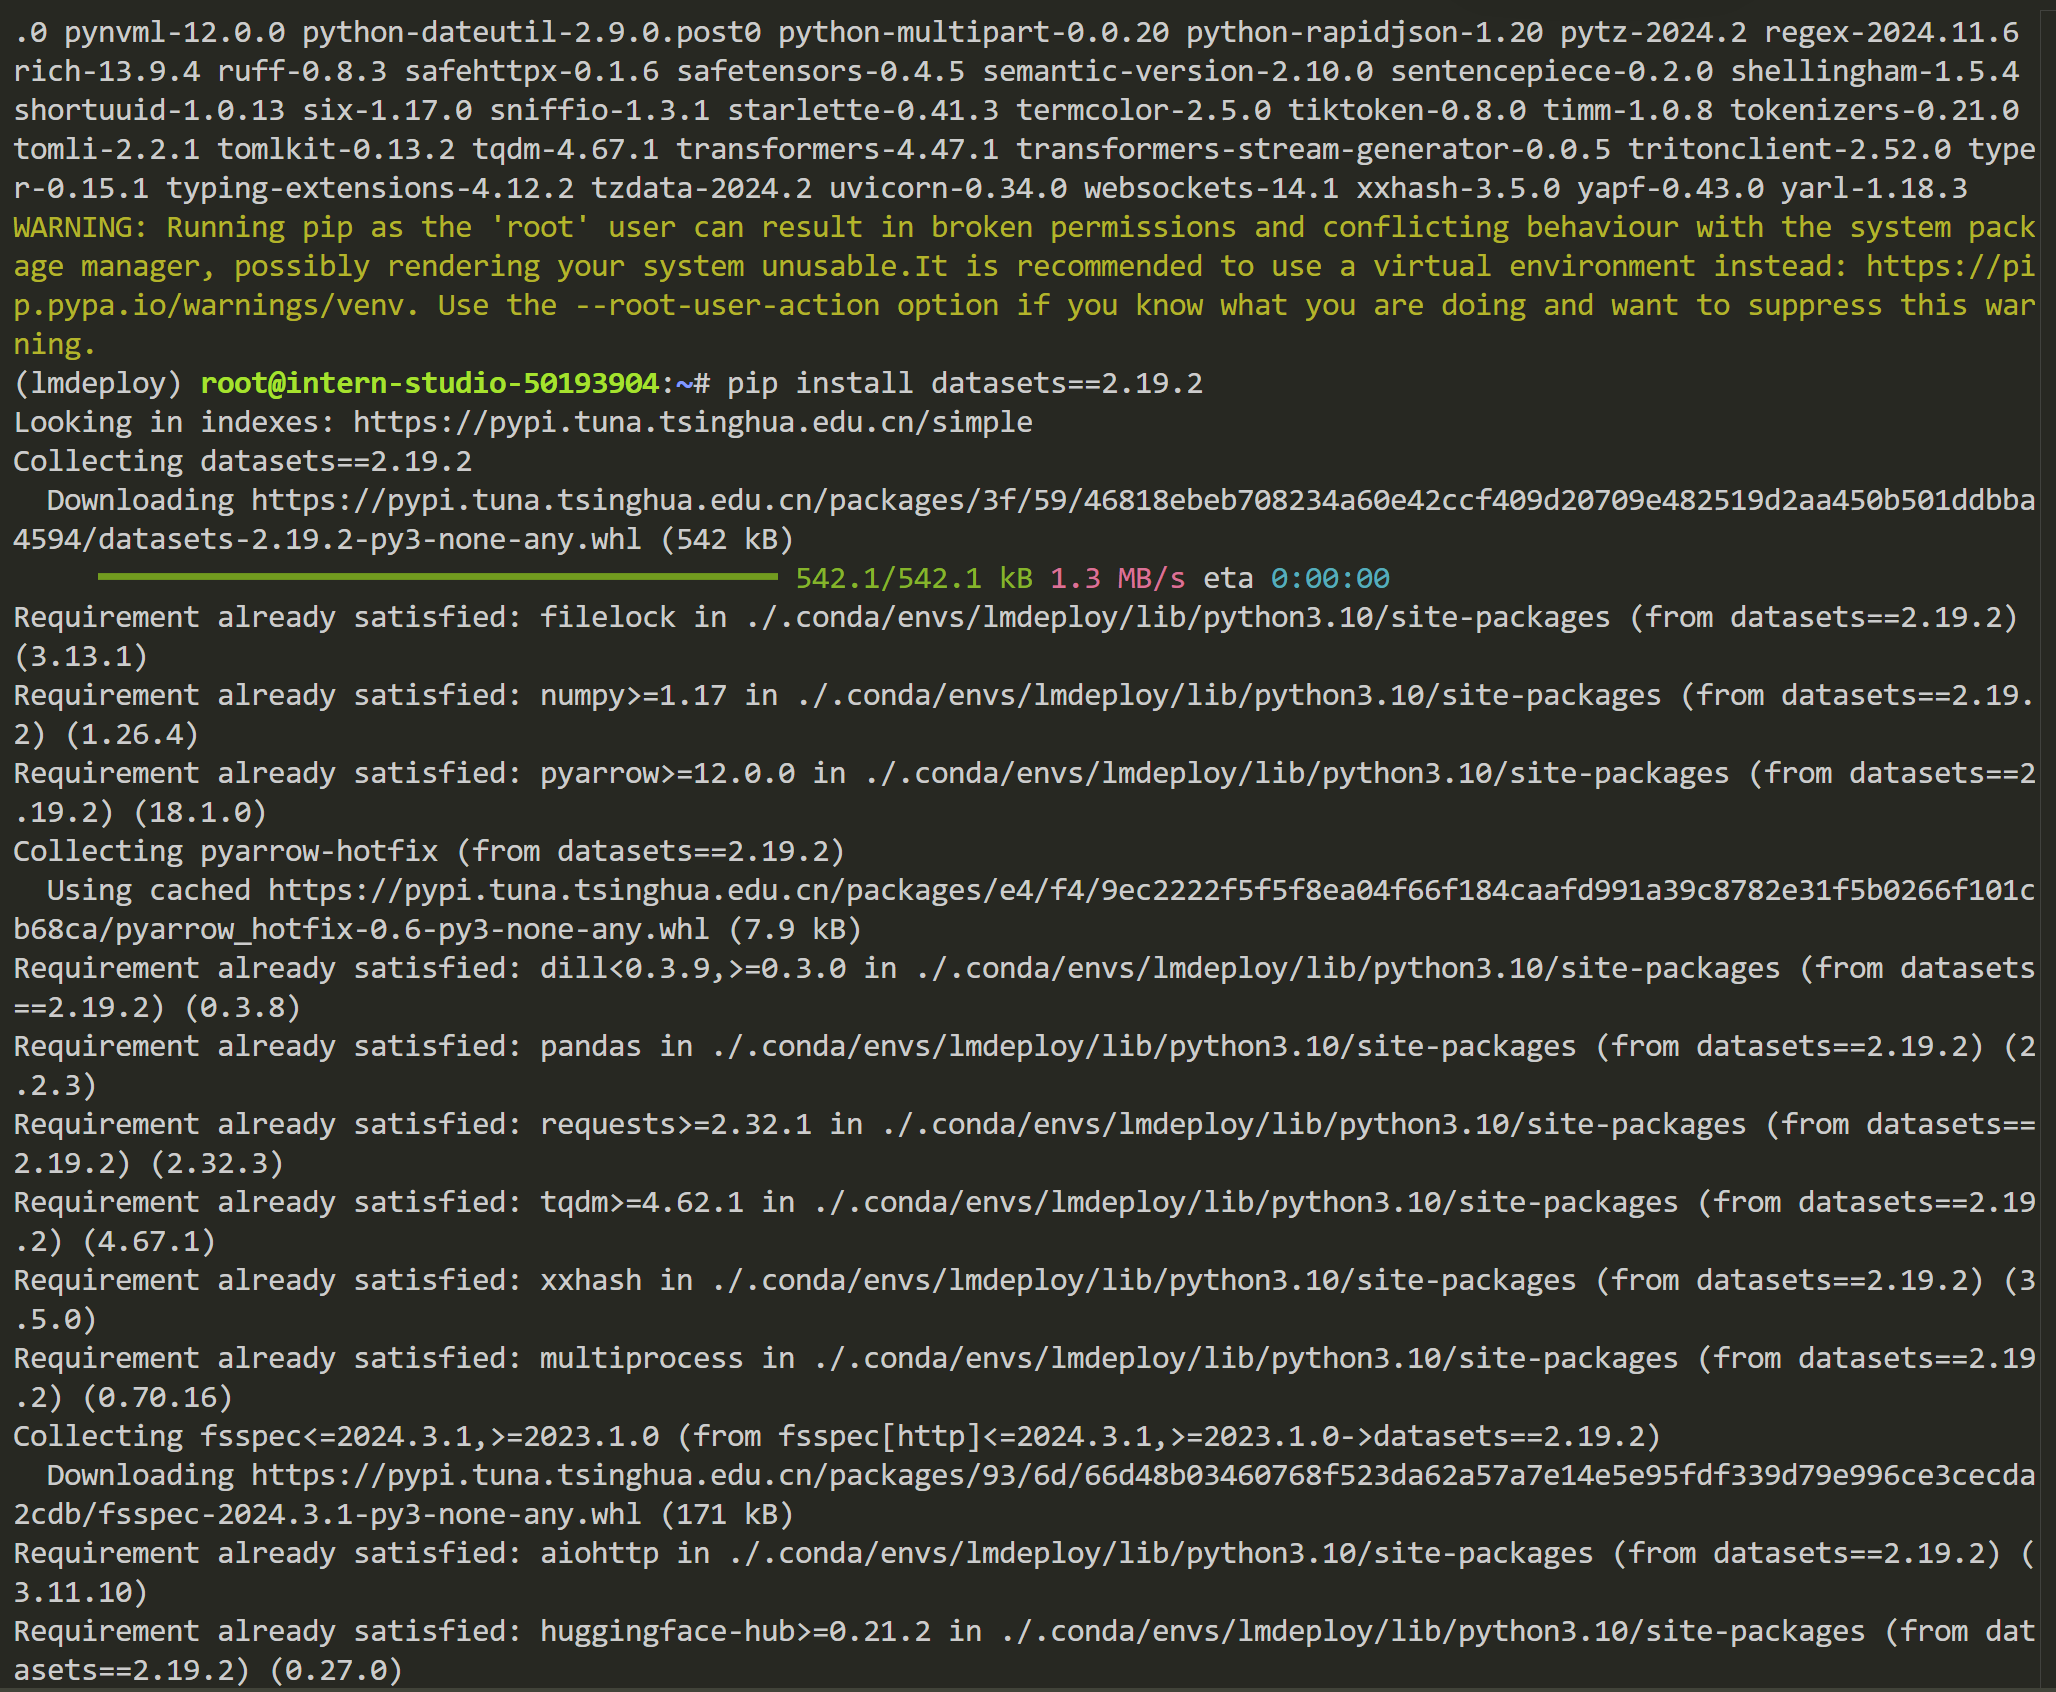 .0 pynvml-12.0.0 python-dateutil-2.9.0.post0 python-multipart-0.0.20 python-rapidjson-1.20 pytz-2024.2 regex-2024.11.6
rich-13.9.4 ruff-0.8.3 safehttpx-0.1.6 safetensors-0.4.5 semantic-version-2.10.0 sentencepiece-0.2.0 shellingham-1.5.4
shortuuid-1.0.13 six-1.17.0 sniffio-1.3.1 starlette-0.41.3 termcolor-2.5.0 tiktoken-0.8.0 timm-1.0.8 tokenizers-0.21.0
tomli-2.2.1 tomlkit-0.13.2 tqdm-4.67.1 transformers-4.47.1 transformers-stream-generator-0.0.5 tritonclient-2.52.0 type
r-0.15.1 typing-extensions-4.12.2 tzdata-2024.2 uvicorn-0.34.0 websockets-14.1 xxhash-3.5.0 yapf-0.43.0 yarl-1.18.3
WARNING: Running pip as the 'root' user can result in broken permissions and conflicting behaviour with the system pack
age manager, possibly rendering your system unusable.It is recommended to use a virtual environment instead: https://pi
p.pypa.io/warnings/venv. Use the --root-user-action option if you know what you are doing and want to suppress this war
ning.
(lmdeploy) root@intern-studio-50193904:~# pip install datasets==2.19.2
Looking in indexes: https://pypi.tuna.tsinghua.edu.cn/simple
Collecting datasets==2.19.2
  Downloading https://pypi.tuna.tsinghua.edu.cn/packages/3f/59/46818ebeb708234a60e42ccf409d20709e482519d2aa450b501ddbba
4594/datasets-2.19.2-py3-none-any.whl (542 kB)
542.1/542.1 kB 1.3 MB/s eta 0:00:00
Requirement already satisfied: filelock in ./.conda/envs/lmdeploy/lib/python3.10/site-packages (from datasets==2.19.2)
(3.13.1)
Requirement already satisfied: numpy>=1.17 in ./.conda/envs/lmdeploy/lib/python3.10/site-packages (from datasets==2.19.
2) (1.26.4)
Requirement already satisfied: pyarrow>=12.0.0 in ./.conda/envs/lmdeploy/lib/python3.10/site-packages (from datasets==2
.19.2) (18.1.0)
Collecting pyarrow-hotfix (from datasets==2.19.2)
  Using cached https://pypi.tuna.tsinghua.edu.cn/packages/e4/f4/9ec2222f5f5f8ea04f66f184caafd991a39c8782e31f5b0266f101c
b68ca/pyarrow_hotfix-0.6-py3-none-any.whl (7.9 kB)
Requirement already satisfied: dill<0.3.9,>=0.3.0 in ./.conda/envs/lmdeploy/lib/python3.10/site-packages (from datasets
==2.19.2) (0.3.8)
Requirement already satisfied: pandas in ./.conda/envs/lmdeploy/lib/python3.10/site-packages (from datasets==2.19.2) (2
.2.3)
Requirement already satisfied: requests>=2.32.1 in ./.conda/envs/lmdeploy/lib/python3.10/site-packages (from datasets==
2.19.2) (2.32.3)
Requirement already satisfied: tqdm>=4.62.1 in ./.conda/envs/lmdeploy/lib/python3.10/site-packages (from datasets==2.19
.2) (4.67.1)
Requirement already satisfied: xxhash in ./.conda/envs/lmdeploy/lib/python3.10/site-packages (from datasets==2.19.2) (3
.5.0)
Requirement already satisfied: multiprocess in ./.conda/envs/lmdeploy/lib/python3.10/site-packages (from datasets==2.19
.2) (0.70.16)
Collecting fsspec<=2024.3.1,>=2023.1.0 (from fsspec[http]<=2024.3.1,>=2023.1.0->datasets==2.19.2)
  Downloading https://pypi.tuna.tsinghua.edu.cn/packages/93/6d/66d48b03460768f523da62a57a7e14e5e95fdf339d79e996ce3cecda
2cdb/fsspec-2024.3.1-py3-none-any.whl (171 kB)
Requirement already satisfied: aiohttp in ./.conda/envs/lmdeploy/lib/python3.10/site-packages (from datasets==2.19.2) (
3.11.10)
Requirement already satisfied: huggingface-hub>=0.21.2 in ./.conda/envs/lmdeploy/lib/python3.10/site-packages (from dat
asets==2.19.2) (0.27.0)